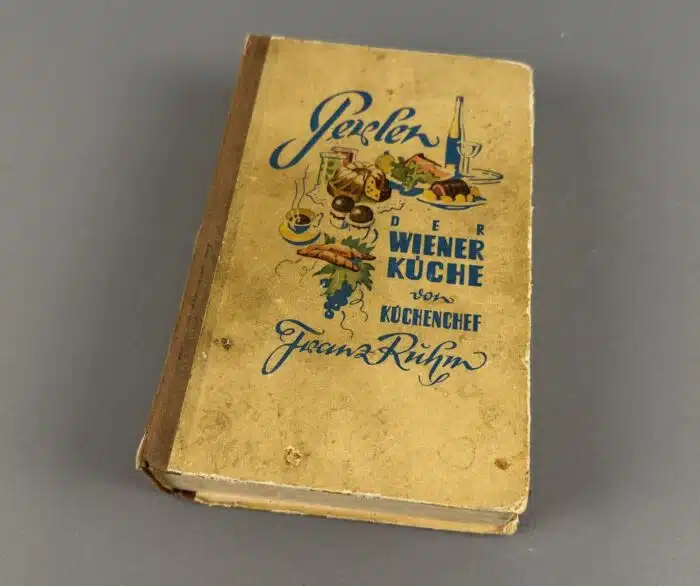 Perlen
DER
WIENER
KÜCHE
von
KÜCHENCHEF
Franz Ruhm